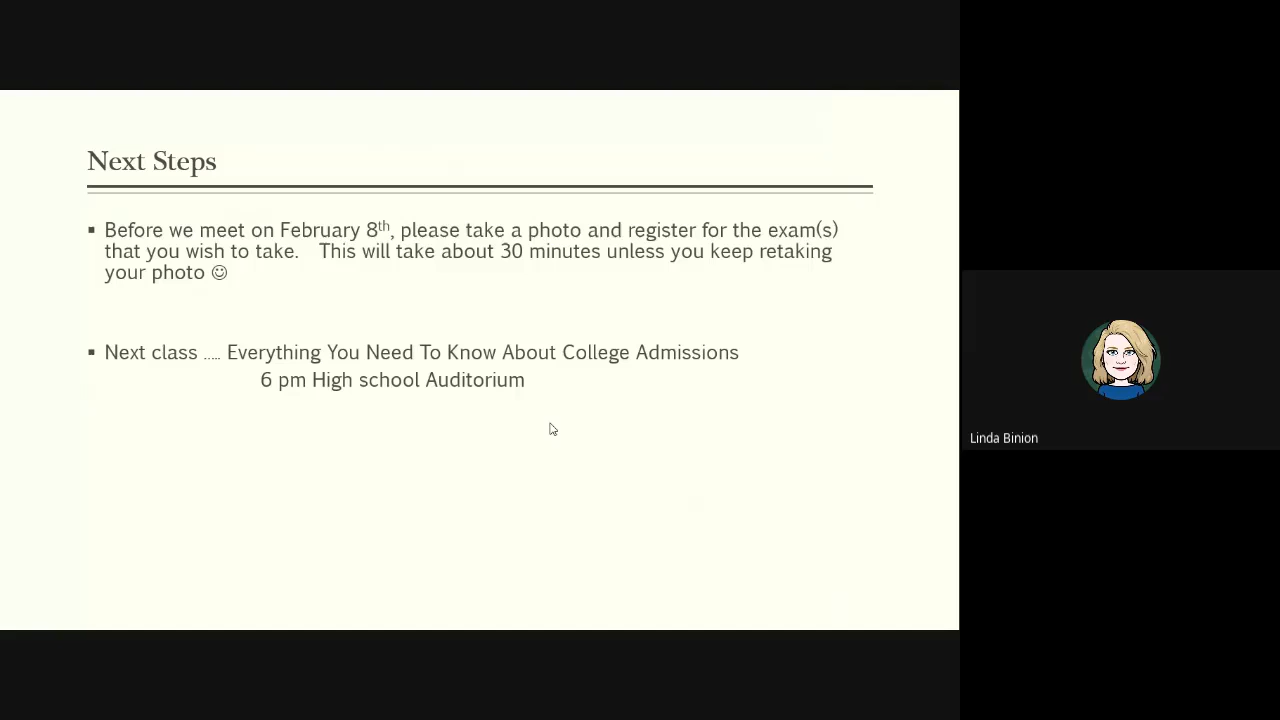 Next Steps
▪ Before we meet on February 8th, please take a photo and register for the exam(s)
that you wish to take. This will take about 30 minutes unless you keep retaking
your photo ☺
▪ Next class ..... Everything You Need To Know About College Admissions
6 pm High school Auditorium
Linda Binion